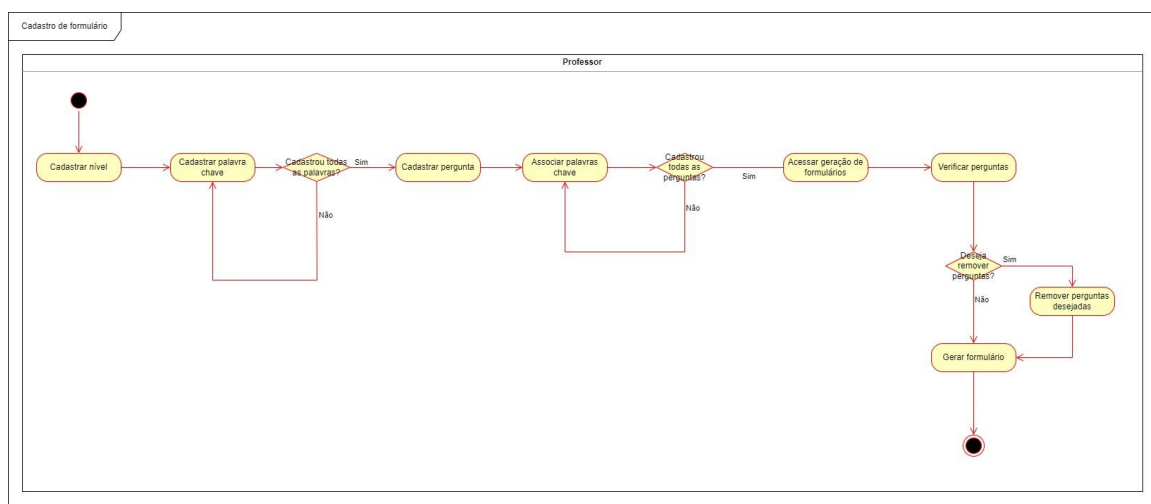 Cadastro de formulário
Professor
Cadastrar nível
Cadastrar palavra
chave
Cadastrou todas
as palavras?
Sim
Não
Cadastrar pergunta
Associar palavras
chave
Cadastrou
todas as
perguntas?
Sim
Não
Acessar geração de
formulários
Verificar perguntas
Deseja
remover
perguntas?
Sim
Não
Remover perguntas
desejadas
Gerar formulário